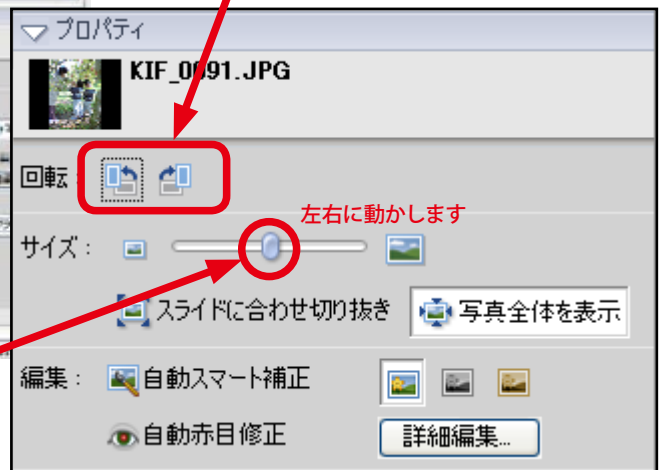 プロパティ
KIF_0091.JPG
回転:
左右に動かします
サイズ:
スライドに合わせ切り抜き 写真全体を表示
編集: 自動スマート補正
自動赤目修正 詳細編集...